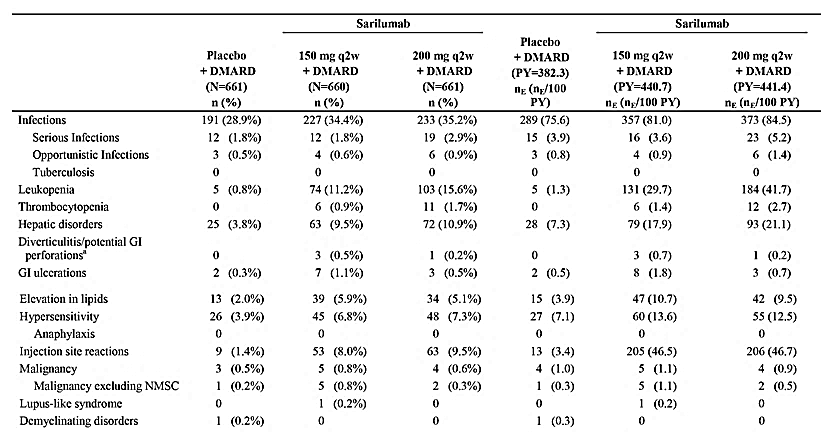 Sarilumab Sarilumab
Placebo + DMARD (N=661) n (%) 150 mg q2w + DMARD (N=660) n (%) 200 mg q2w + DMARD (N=661) n (%) Placebo + DMARD (PY=382.3) nE (nE/100 PY) 150 mg q2w + DMARD (PY=440.7) nE (nE/100 PY) 200 mg q2w + DMARD (PY=441.4) nE (nE/100 PY)
Infections 191 (28.9%) 227 (34.4%) 233 (35.2%) 289 (75.6) 357 (81.0) 373 (84.5)
Serious Infections 12 (1.8%) 12 (1.8%) 19 (2.9%) 15 (3.9) 16 (3.6) 23 (5.2)
Opportunistic Infections 3 (0.5%) 4 (0.6%) 6 (0.9%) 3 (0.8) 4 (0.9) 6 (1.4)
Tuberculosis 0 0 0 0 0 0
Leukopenia 5 (0.8%) 74 (11.2%) 103 (15.6%) 5 (1.3) 131 (29.7) 184 (41.7)
Thrombocytopenia 0 6 (0.9%) 11 (1.7%) 0 6 (1.4) 12 (2.7)
Hepatic disorders 25 (3.8%) 63 (9.5%) 72 (10.9%) 28 (7.3) 79 (17.9) 93 (21.1)
Diverticulitis/potential GI
perforationsa 0 3 (0.5%) 1 (0.2%) 0 3 (0.7) 1 (0.2)
GI ulcerations 2 (0.3%) 7 (1.1%) 3 (0.5%) 2 (0.5) 8 (1.8) 3 (0.7)
Elevation in lipids 13 (2.0%) 39 (5.9%) 34 (5.1%) 15 (3.9) 47 (10.7) 42 (9.5)
Hypersensitivity 26 (3.9%) 45 (6.8%) 48 (7.3%) 27 (7.1) 60 (13.6) 55 (12.5)
Anaphylaxis 0 0 0 0 0 0
Injection site reactions 9 (1.4%) 53 (8.0%) 63 (9.5%) 13 (3.4) 205 (46.5) 206 (46.7)
Malignancy 3 (0.5%) 5 (0.8%) 4 (0.6%) 4 (1.0) 5 (1.1) 4 (0.9)
Malignancy excluding NMSC 1 (0.2%) 5 (0.8%) 2 (0.3%) 1 (0.3) 5 (1.1) 2 (0.5)
Lupus-like syndrome 0 1 (0.2%) 0 0 1 (0.2) 0
Demyelinating disorders 1 (0.2%) 0 0 1 (0.3) 0 0